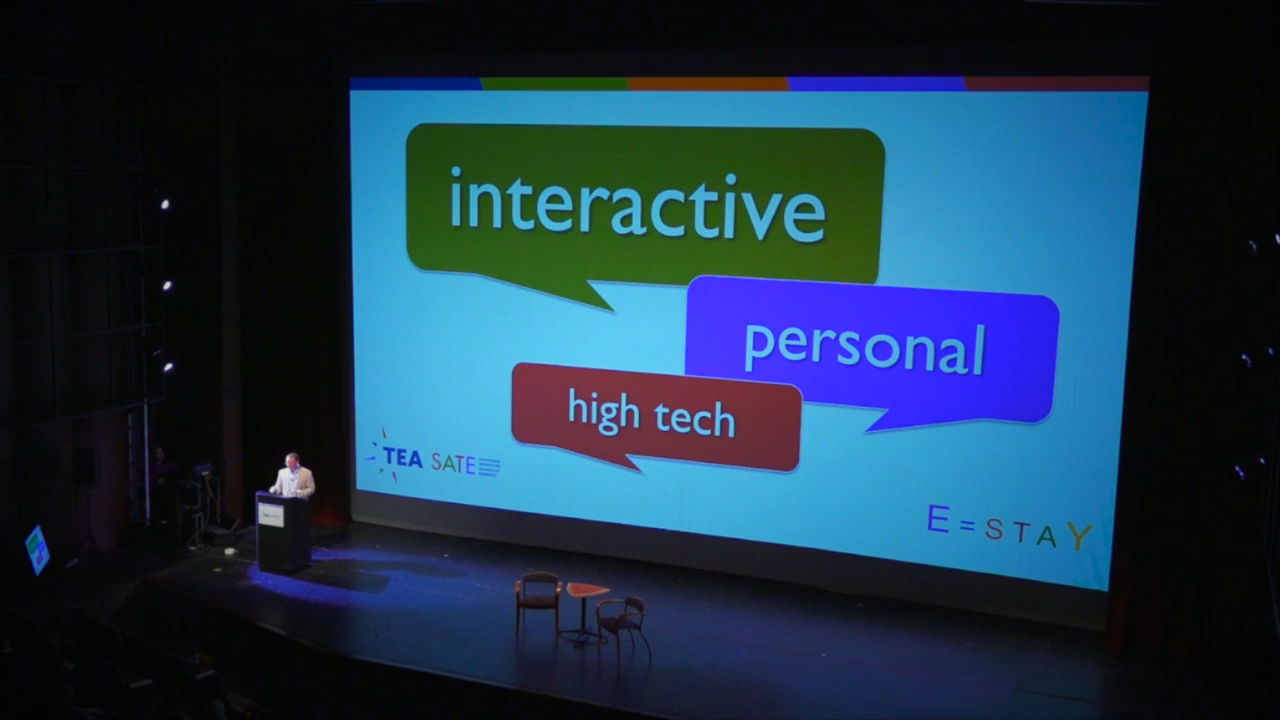 interactive
personal
high tech
TEA SATE
E = STAY